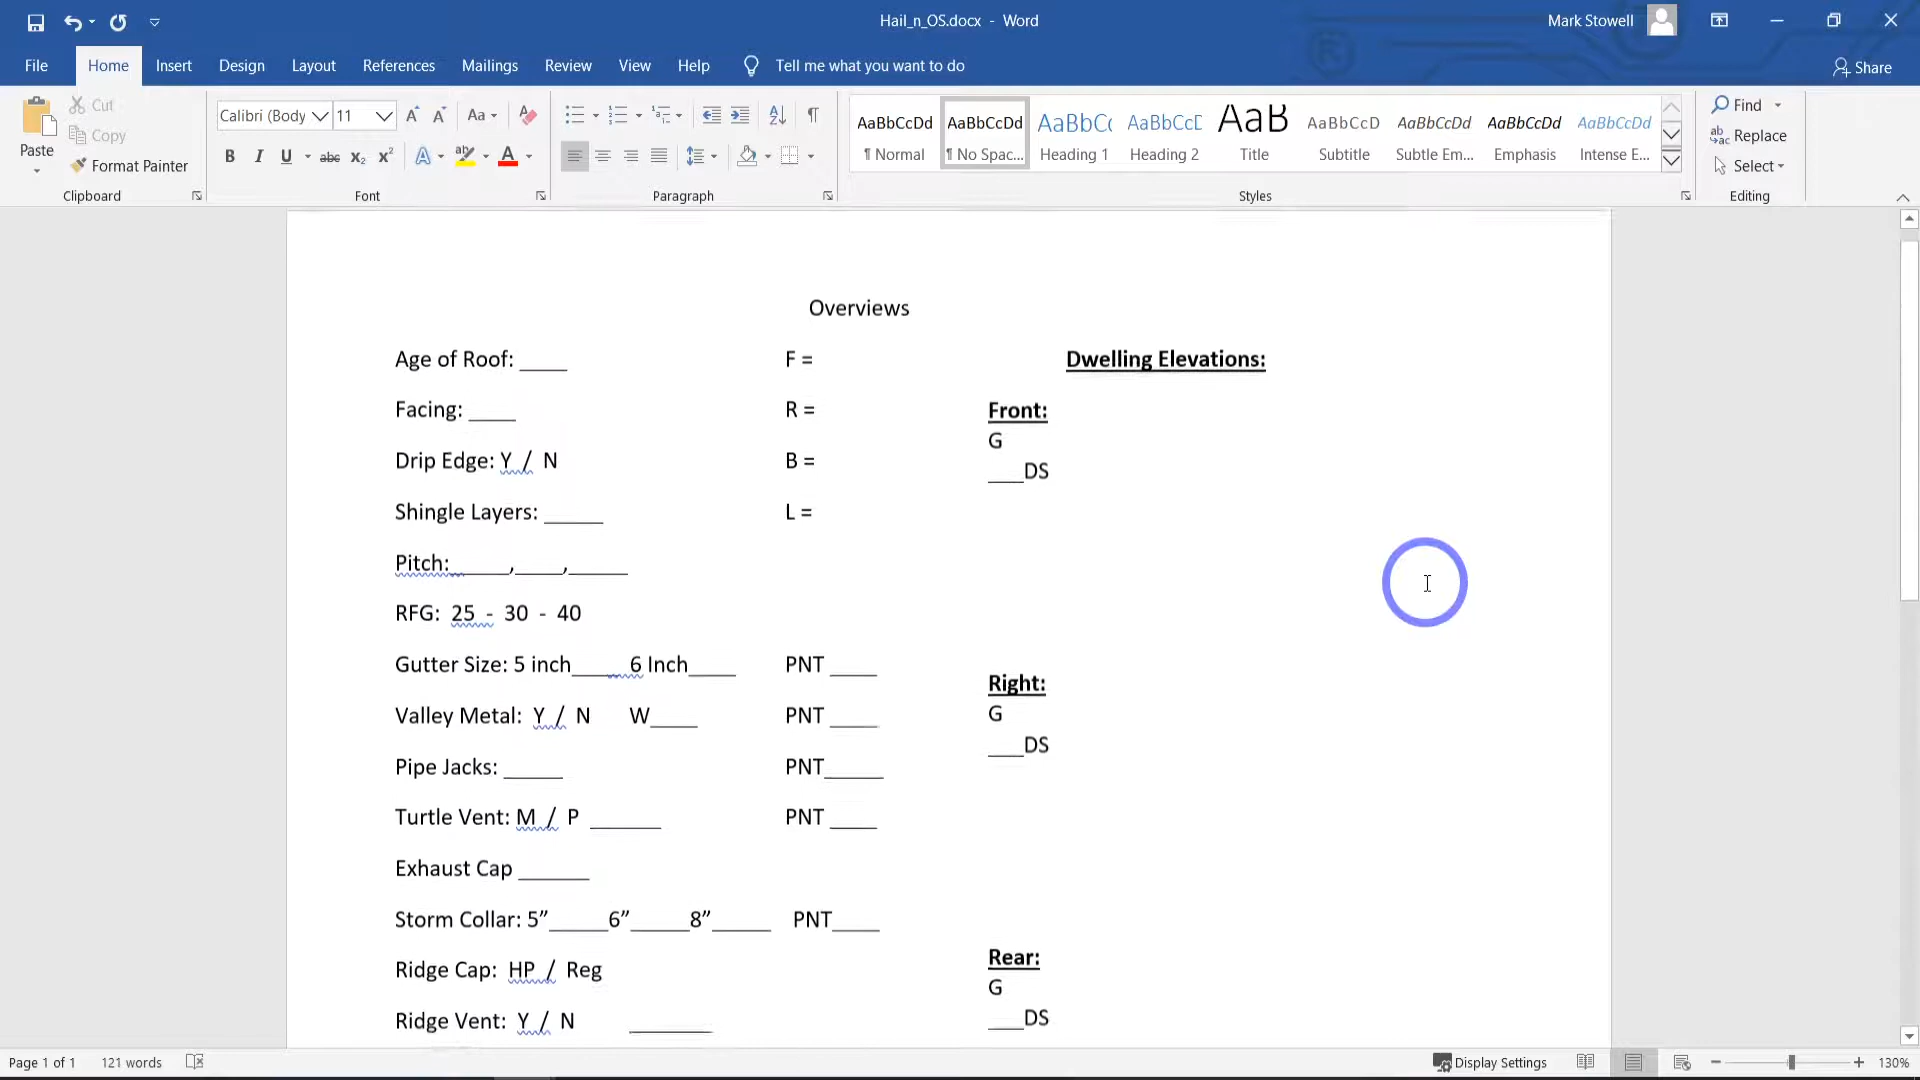 Hail_n_OS.docx - Word
Mark Stowell
File Home Insert Design Layout References Mailings Review View Help Tell me what you want to do
Share
Paste
Cut
Copy
Format Painter
Clipboard
Calibri (Body 11
Aa
B I U abc x₂ x² A ab A
Font
Paragraph
AaBbCcDd AaBbCcDd AaBbCc AaBbCcD AaB AaBbCcD AaBbCcDd AaBbCcDd AaBbCcDd
¶ Normal ¶ No Spac... Heading 1 Heading 2 Title Subtitle Subtle Em... Emphasis Intense E...
Styles
Find
Replace
Select
Editing
Overviews
Age of Roof: ____ F = Dwelling Elevations:
Facing: ____ R = Front:
G
Drip Edge: Y / N B =
___DS
Shingle Layers: _____ L =
Pitch:_____,____,_____
RFG: 25 - 30 - 40
Gutter Size: 5 inch____ 6 Inch____ PNT ____
Right:
Valley Metal: Y / N W____ PNT ____
G
___DS
Pipe Jacks: _____ PNT_____
Turtle Vent: M / P ______ PNT ____
Exhaust Cap ______
Storm Collar: 5”_____6”_____8”_____ PNT____
Rear:
Ridge Cap: HP / Reg
G
Ridge Vent: Y / N _______ ___DS
Page 1 of 1 121 words
Display Settings
130%